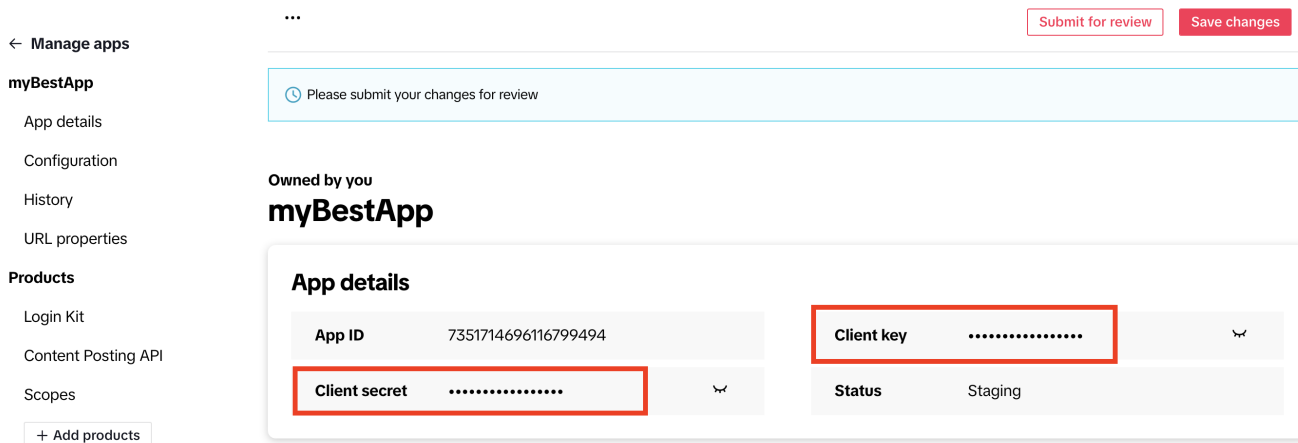 ...
Submit for review
Save changes
← Manage apps
myBestApp
App details
Configuration
History
URL properties
Products
Login Kit
Content Posting API
Scopes
+ Add products
Please submit your changes for review
Owned by you
myBestApp
App details
App ID 7351714696116799494
Client key •••••••••••••••••
Client secret •••••••••••••••••
Status Staging